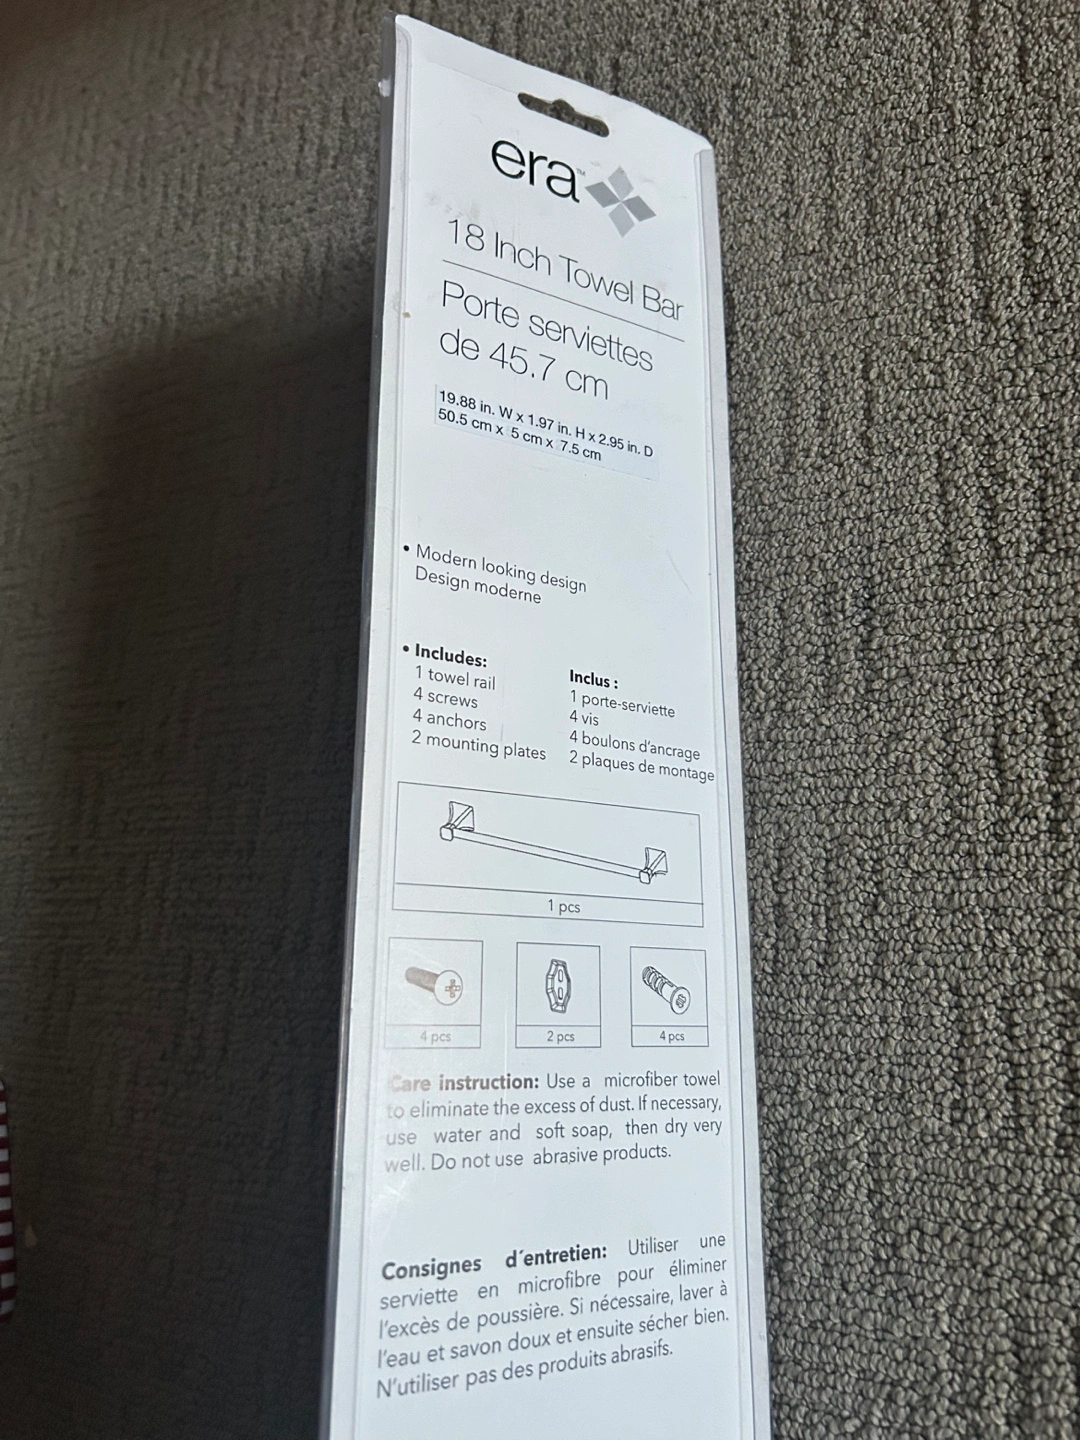 era™
18 Inch Towel Bar
Porte serviettes
de 45.7 cm
19.88 in. W x 1.97 in. H x 2.95 in. D
50.5 cm x 5 cm x 7.5 cm
• Modern looking design
Design moderne
• Includes:
1 towel rail
4 screws
4 anchors
2 mounting plates
Inclus :
1 porte-serviette
4 vis
4 boulons d'ancrage
2 plaques de montage
1 pcs
4 pcs
2 pcs
4 pcs
Care instruction: Use a microfiber towel
to eliminate the excess of dust. If necessary,
use water and soft soap, then dry very
well. Do not use abrasive products.
Consignes d´entretien: Utiliser une
serviette en microfibre pour éliminer
l'excès de poussière. Si nécessaire, laver à
l'eau et savon doux et ensuite sécher bien.
N'utiliser pas des produits abrasifs.